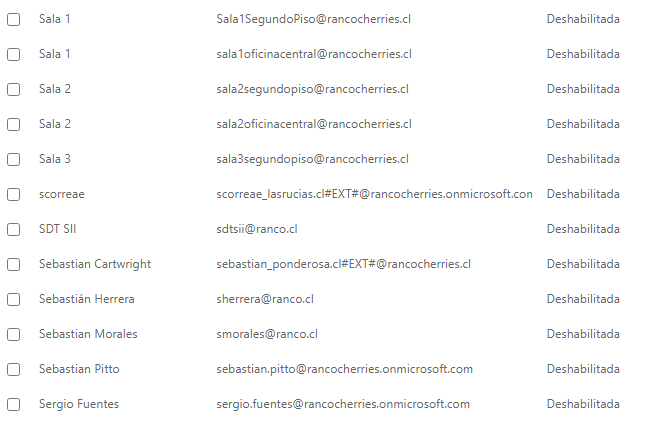 Sala 1 Sala1SegundoPiso@rancocherries.cl Deshabilitada
Sala 1 sala1oficinacentral@rancocherries.cl Deshabilitada
Sala 2 sala2segundopiso@rancocherries.cl Deshabilitada
Sala 2 sala2oficinacentral@rancocherries.cl Deshabilitada
Sala 3 sala3segundopiso@rancocherries.cl Deshabilitada
scorreae scorreae_lasrucias.cl#EXT#@rancocherries.onmicrosoft.con Deshabilitada
SDT SII sdtsii@ranco.cl Deshabilitada
Sebastian Cartwright sebastian_ponderosa.cl#EXT#@rancocherries.cl Deshabilitada
Sebastián Herrera sherrera@ranco.cl Deshabilitada
Sebastian Morales smorales@ranco.cl Deshabilitada
Sebastian Pitto sebastian.pitto@rancocherries.onmicrosoft.com Deshabilitada
Sergio Fuentes sergio.fuentes@rancocherries.onmicrosoft.com Deshabilitada